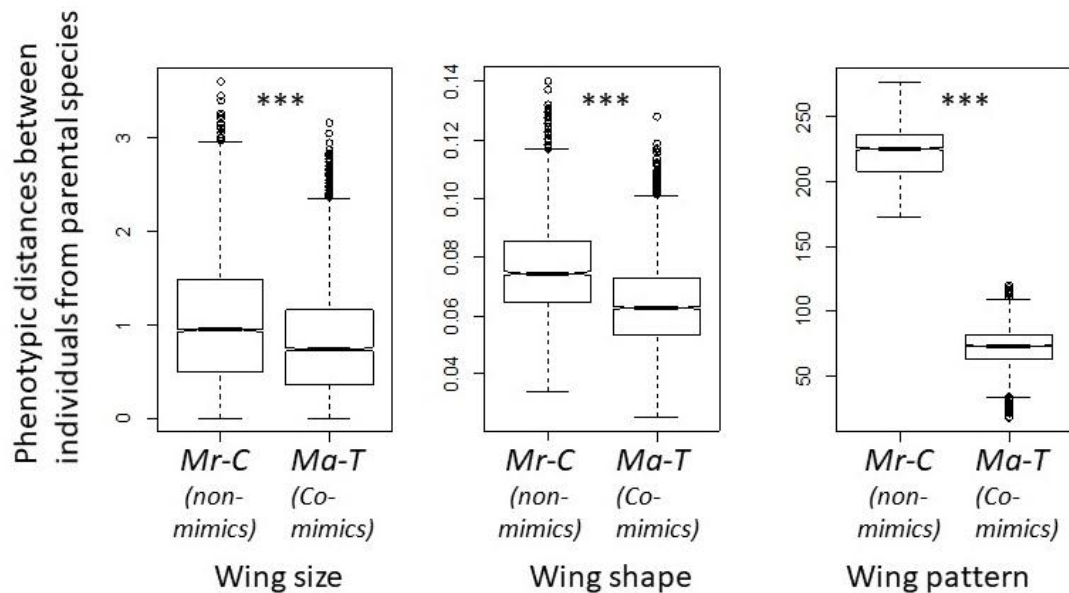 Phenotypic distances between
individuals from parental species
0
1
2
3
***
Mr-C
(non-
mimics)
Ma-T
(Co-
mimics)
Wing size
0.04
0.06
0.08
0.10
0.12
0.14
***
Mr-C
(non-
mimics)
Ma-T
(Co-
mimics)
Wing shape
50
100
150
200
250
***
Mr-C
(non-
mimics)
Ma-T
(Co-
mimics)
Wing pattern